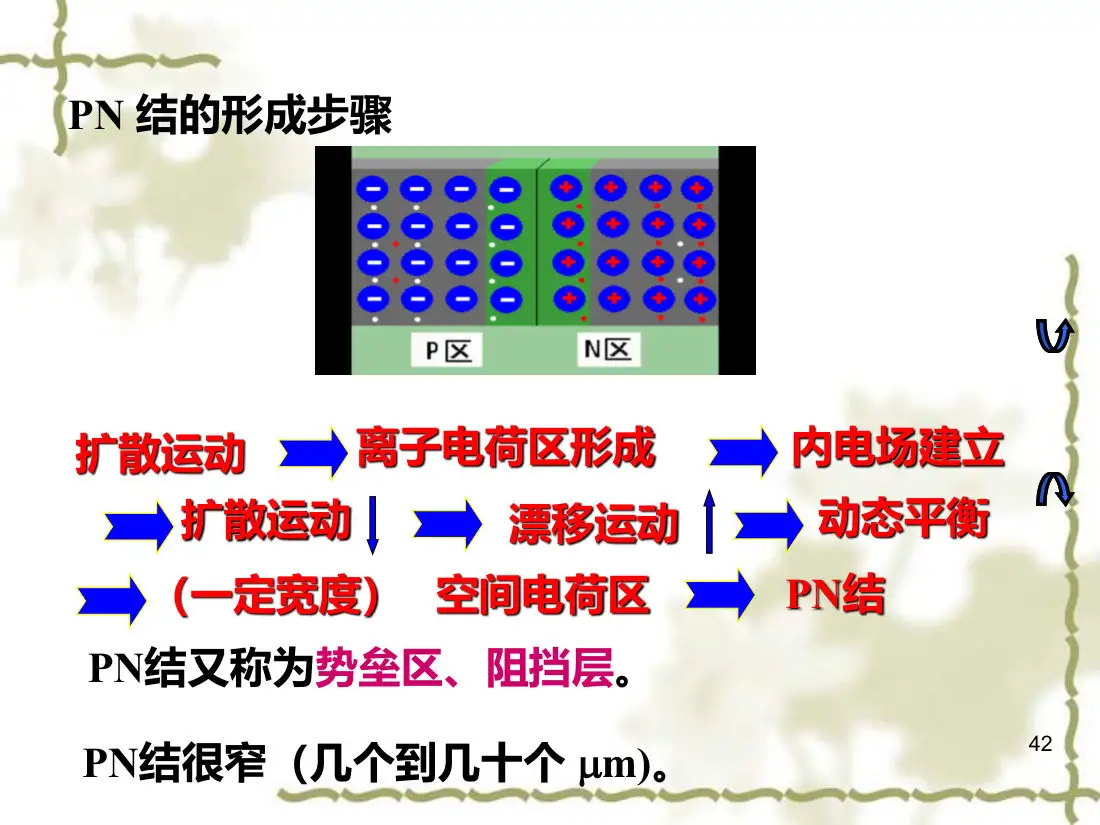 PN 结的形成步骤
P区 N区
扩散运动 离子电荷区形成 内电场建立
扩散运动 漂移运动 动态平衡
（一定宽度） 空间电荷区 PN结
PN结又称为势垒区、阻挡层。
PN结很窄（几个到几十个 μm)。
42